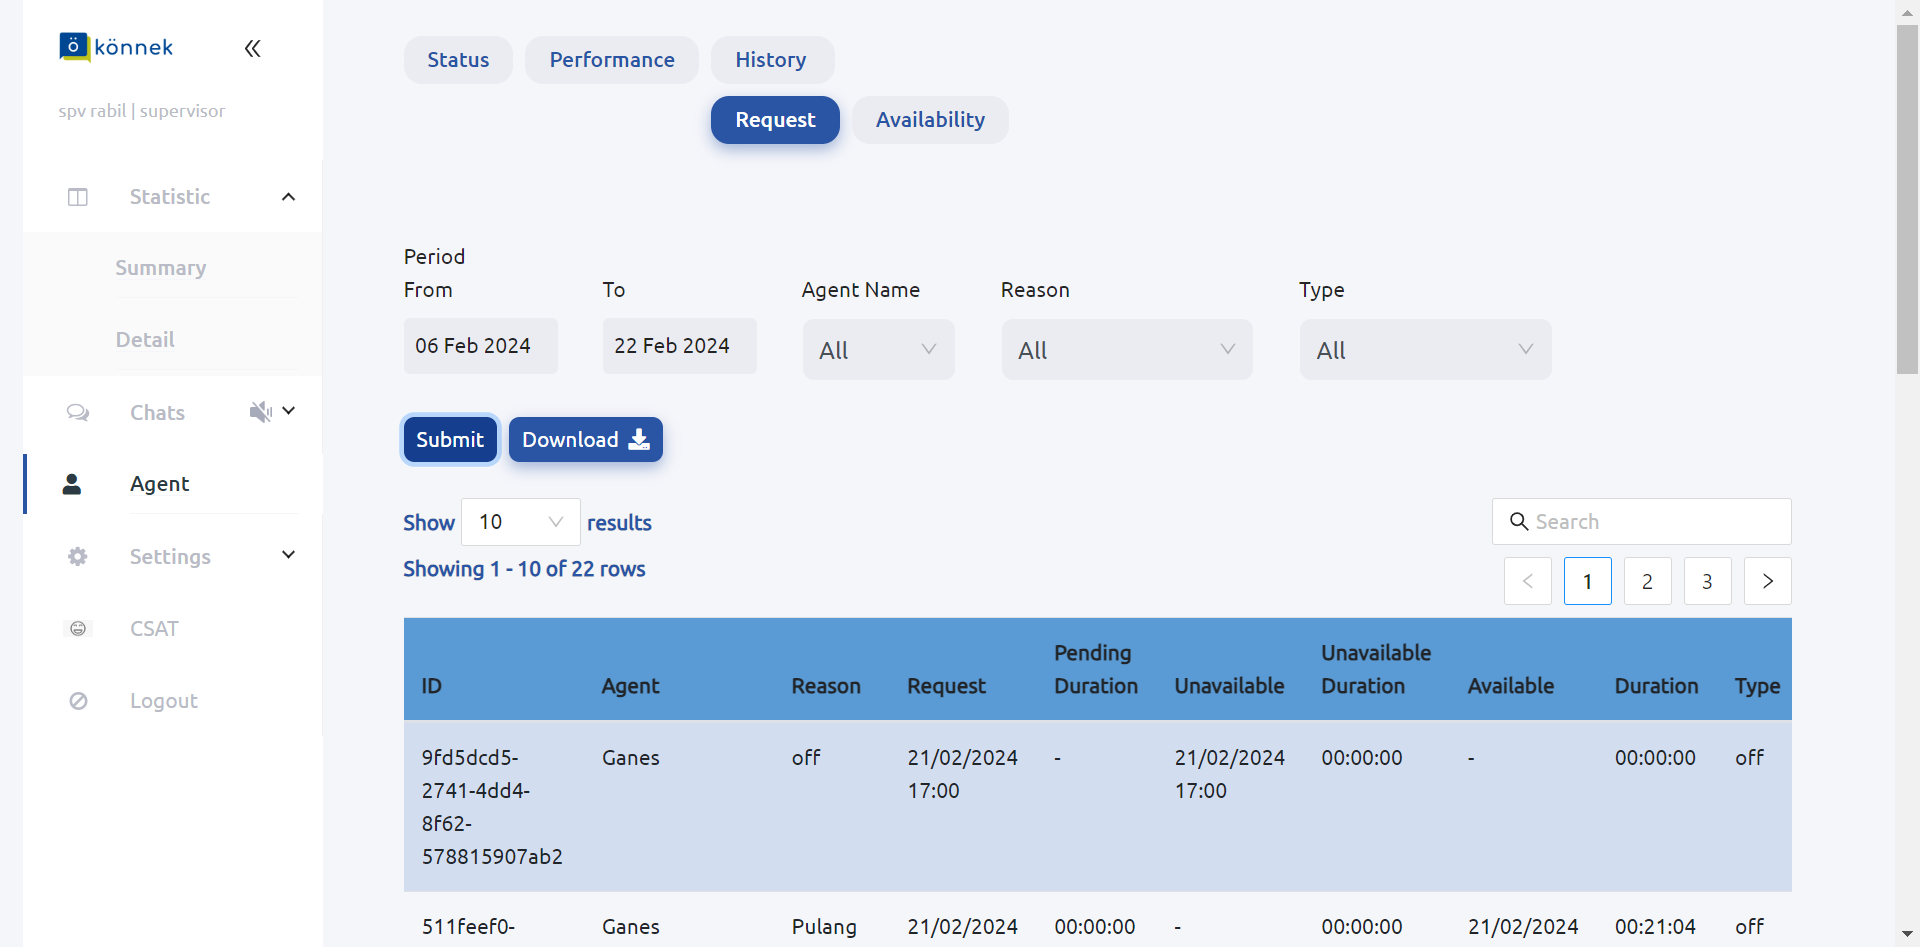 ö könnek
spv rabil | supervisor
Statistic
Summary
Detail
Chats
Agent
Settings
CSAT
Logout
Status Performance History
Request Availability
Period
From To Agent Name Reason Type
06 Feb 2024 22 Feb 2024 All All All
Submit Download
Show 10 results
Search
Showing 1 - 10 of 22 rows
< 1 2 3 >
ID Agent Reason Request Pending Duration Unavailable Unavailable Duration Available Duration Type
9fd5dcd5- Ganes off 21/02/2024 - 21/02/2024 00:00:00 - 00:00:00 off
2741-4dd4- 17:00 17:00
8f62-
578815907ab2
511feef0- Ganes Pulang 21/02/2024 00:00:00 - 00:00:00 21/02/2024 00:21:04 off